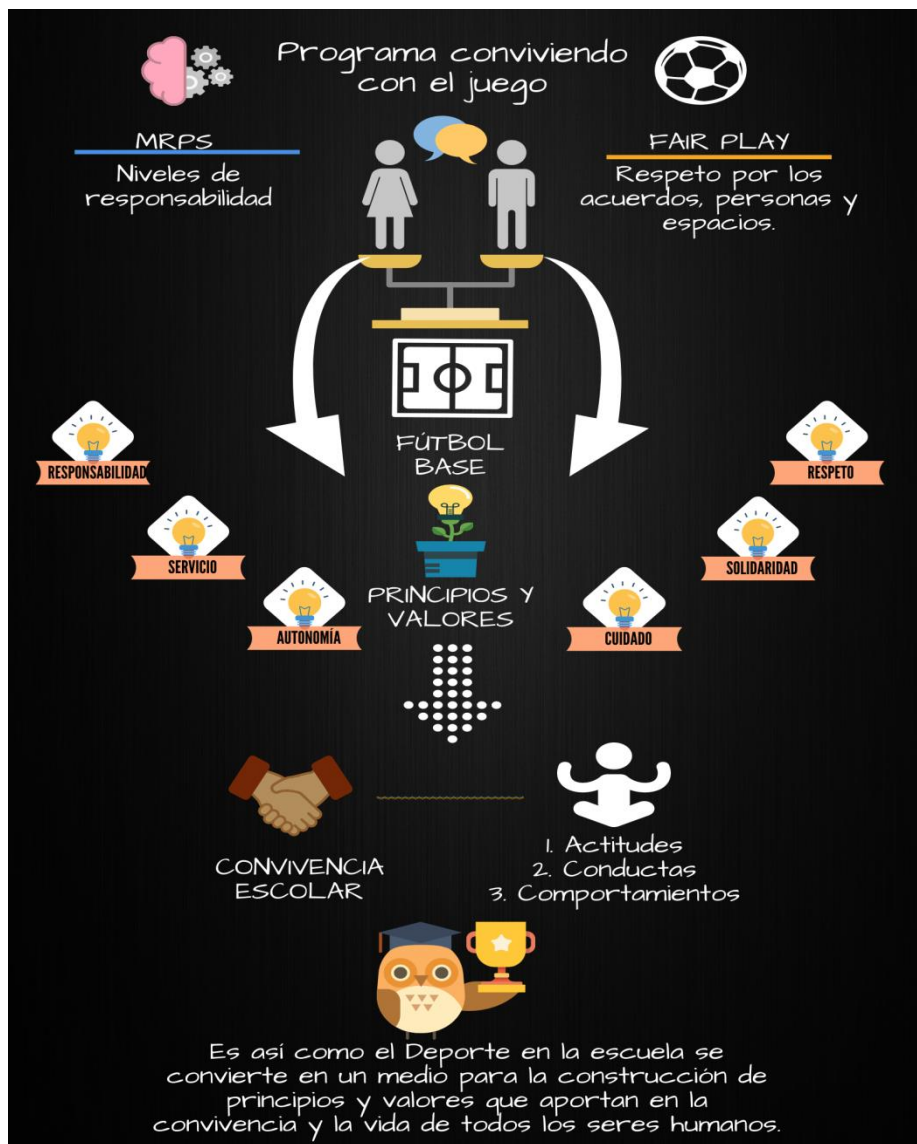 Programa conviviendo
con el juego
MRPS
Niveles de
responsabilidad
FAIR PLAY
Respeto por los
acuerdos, personas y
espacios.
FÚTBOL
BASE
RESPONSABILIDAD
SERVICIO
AUTONOMÍA
RESPETO
SOLIDARIDAD
CUIDADO
PRINCIPIOS Y
VALORES
CONVIVENCIA
ESCOLAR
1. Actitudes
2. Conductas
3. Comportamientos
Es así como el Deporte en la escuela se
convierte en un medio para la construcción de
principios y valores que aportan en la
convivencia y la vida de todos los seres humanos.